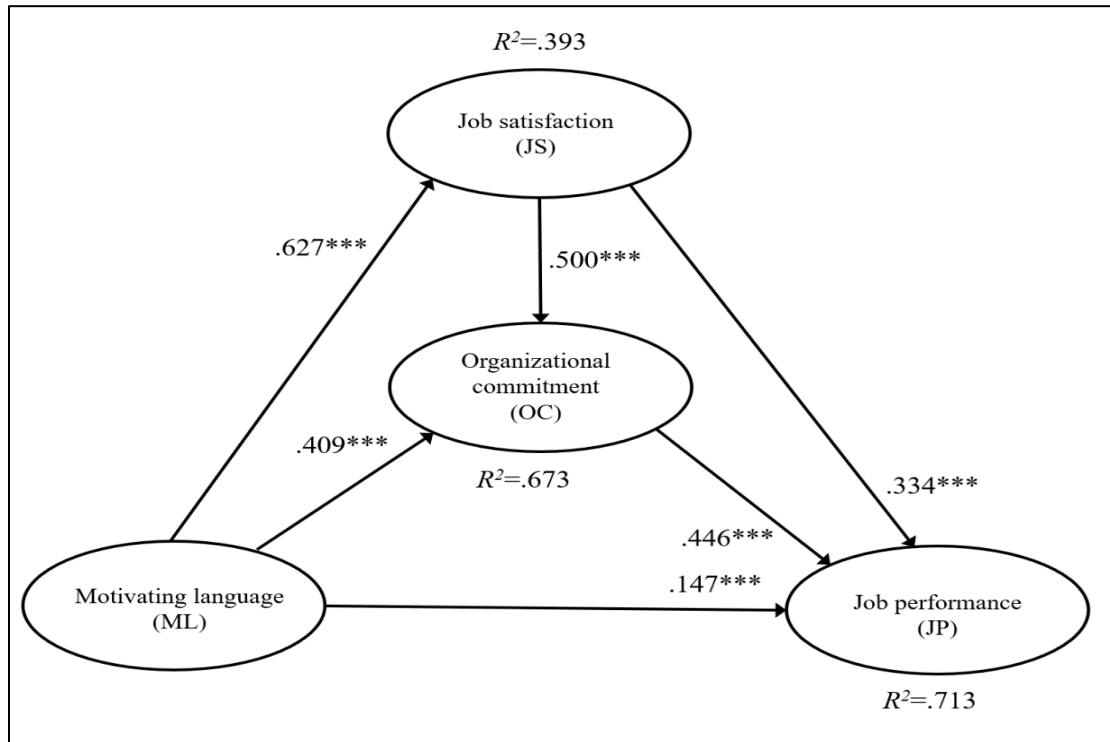 R²=.393
Job satisfaction
(JS)
.627***
.500***
Organizational
commitment
(OC)
.409***
R²=.673
.334***
.446***
.147***
Motivating language
(ML)
Job performance
(JP)
R²=.713